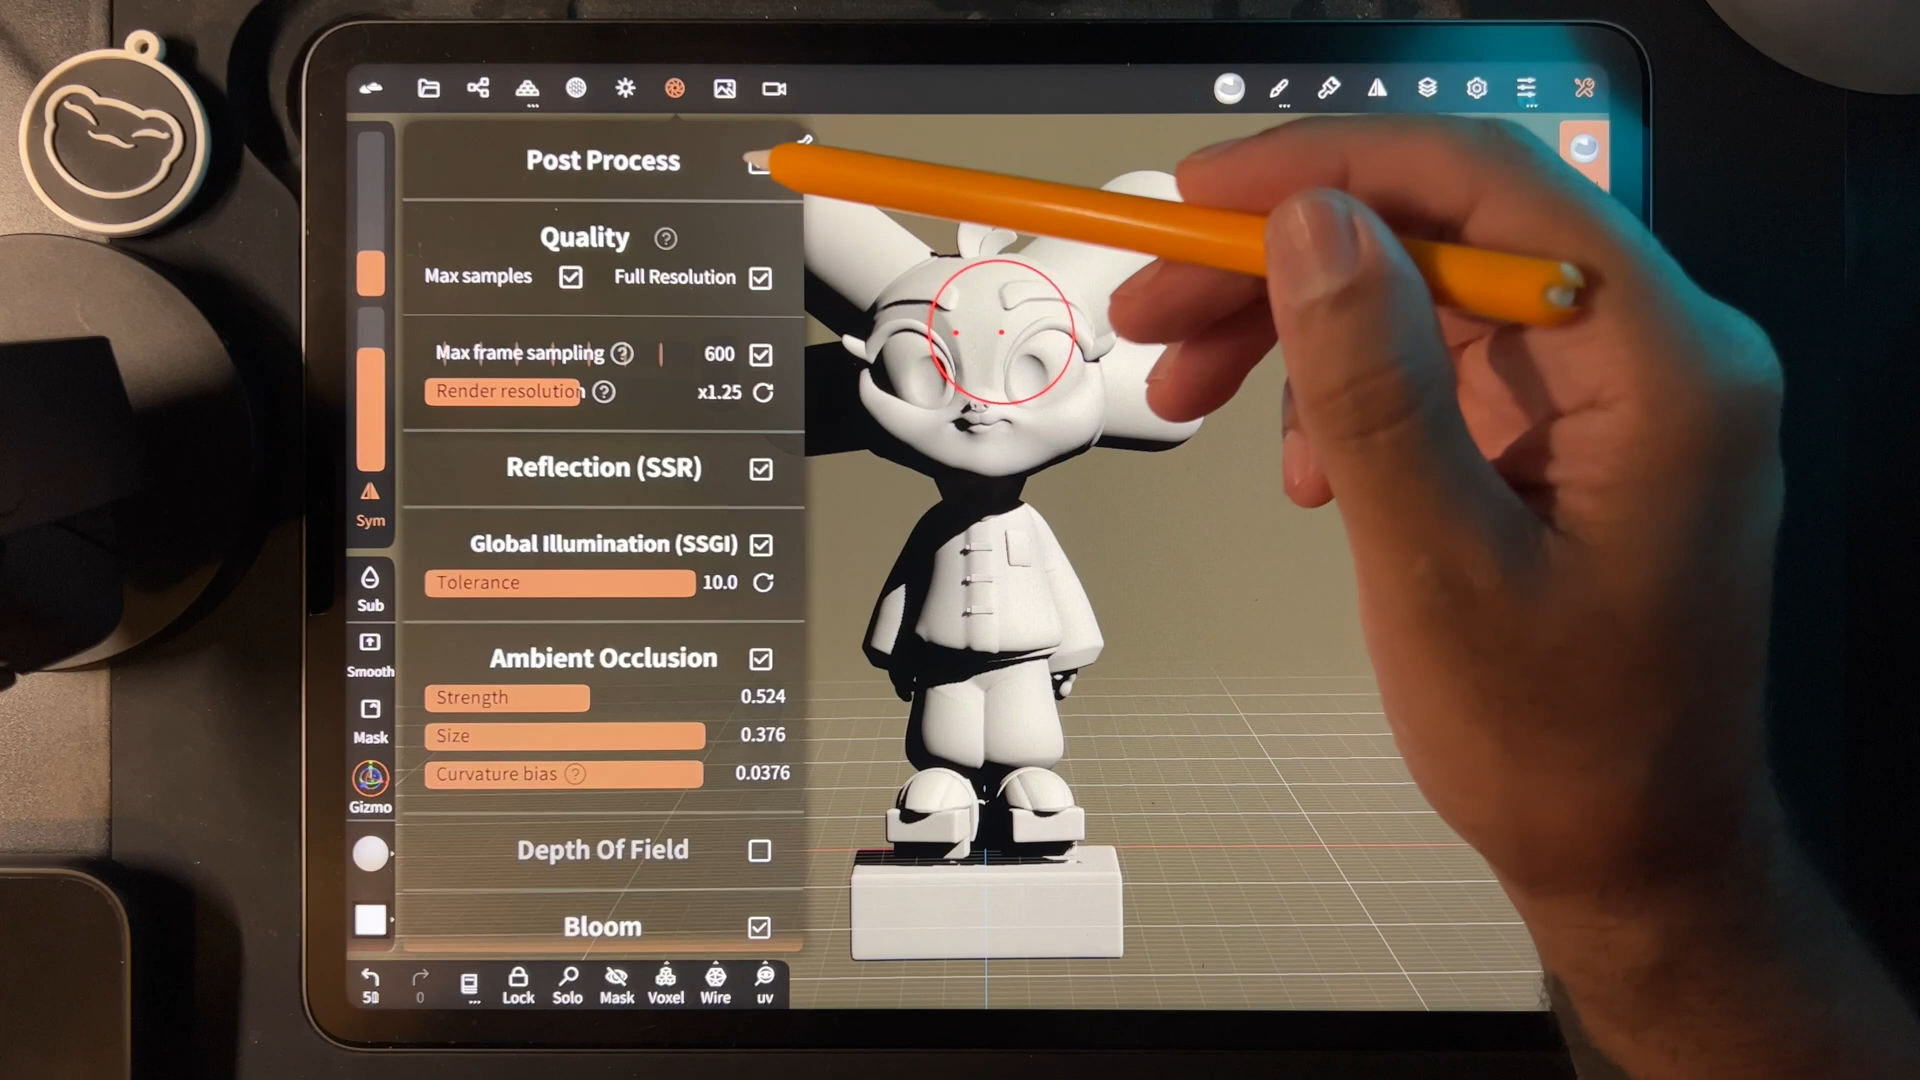 Post Process
Quality ?
Max samples Full Resolution
Max frame sampling ? 600
Render resolution ? x1.25
Reflection (SSR)
Sym
Global Illumination (SSGI)
Tolerance 10.0
Sub
Smooth
Ambient Occlusion
Strength 0.524
Mask
Size 0.376
Curvature bias ? 0.0376
Gizmo
Depth Of Field
Bloom
50 0 ... Lock Solo Mask Voxel Wire uv